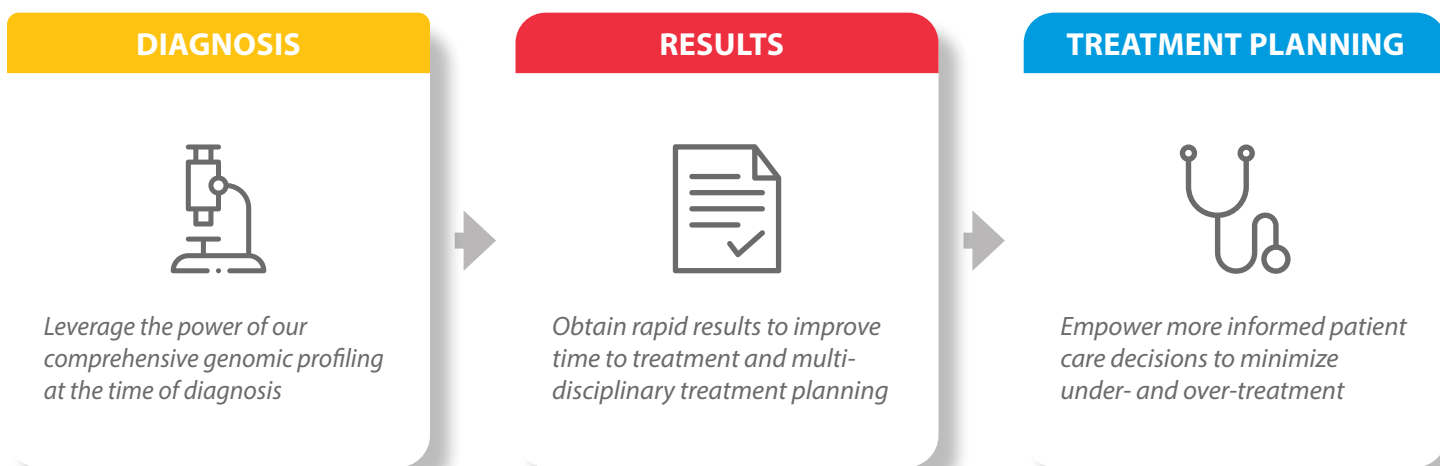 DIAGNOSIS
Leverage the power of our
comprehensive genomic profiling
at the time of diagnosis
RESULTS
Obtain rapid results to improve
time to treatment and multi-
disciplinary treatment planning
TREATMENT PLANNING
Empower more informed patient
care decisions to minimize
under- and over-treatment